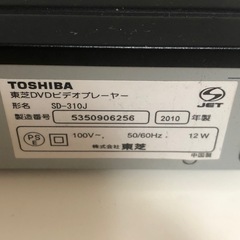 TOSHIBA
東芝DVDビデオプレーヤー
形名 SD-310J
製造番号 5350906256 2010 年製
PS E 100V~ 50/60Hz 12W
株式会社 東芝
中国製
JET